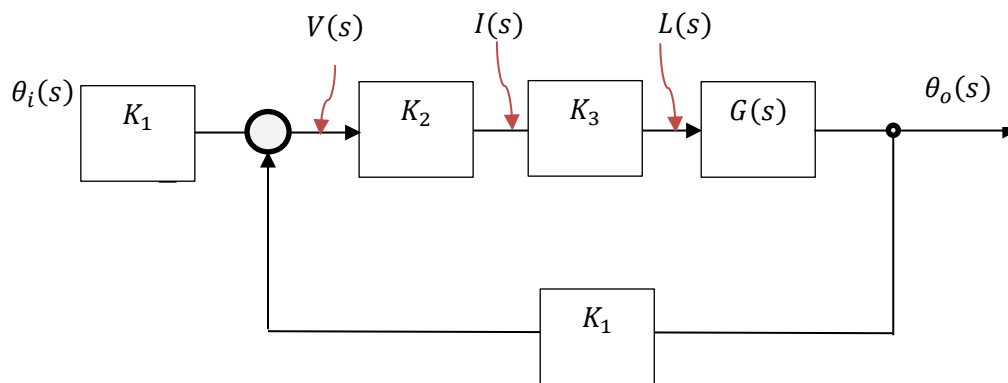 V(s) I(s) L(s)
θᵢ(s) K₁ K₂ K₃ G(s) θₒ(s)
K₁